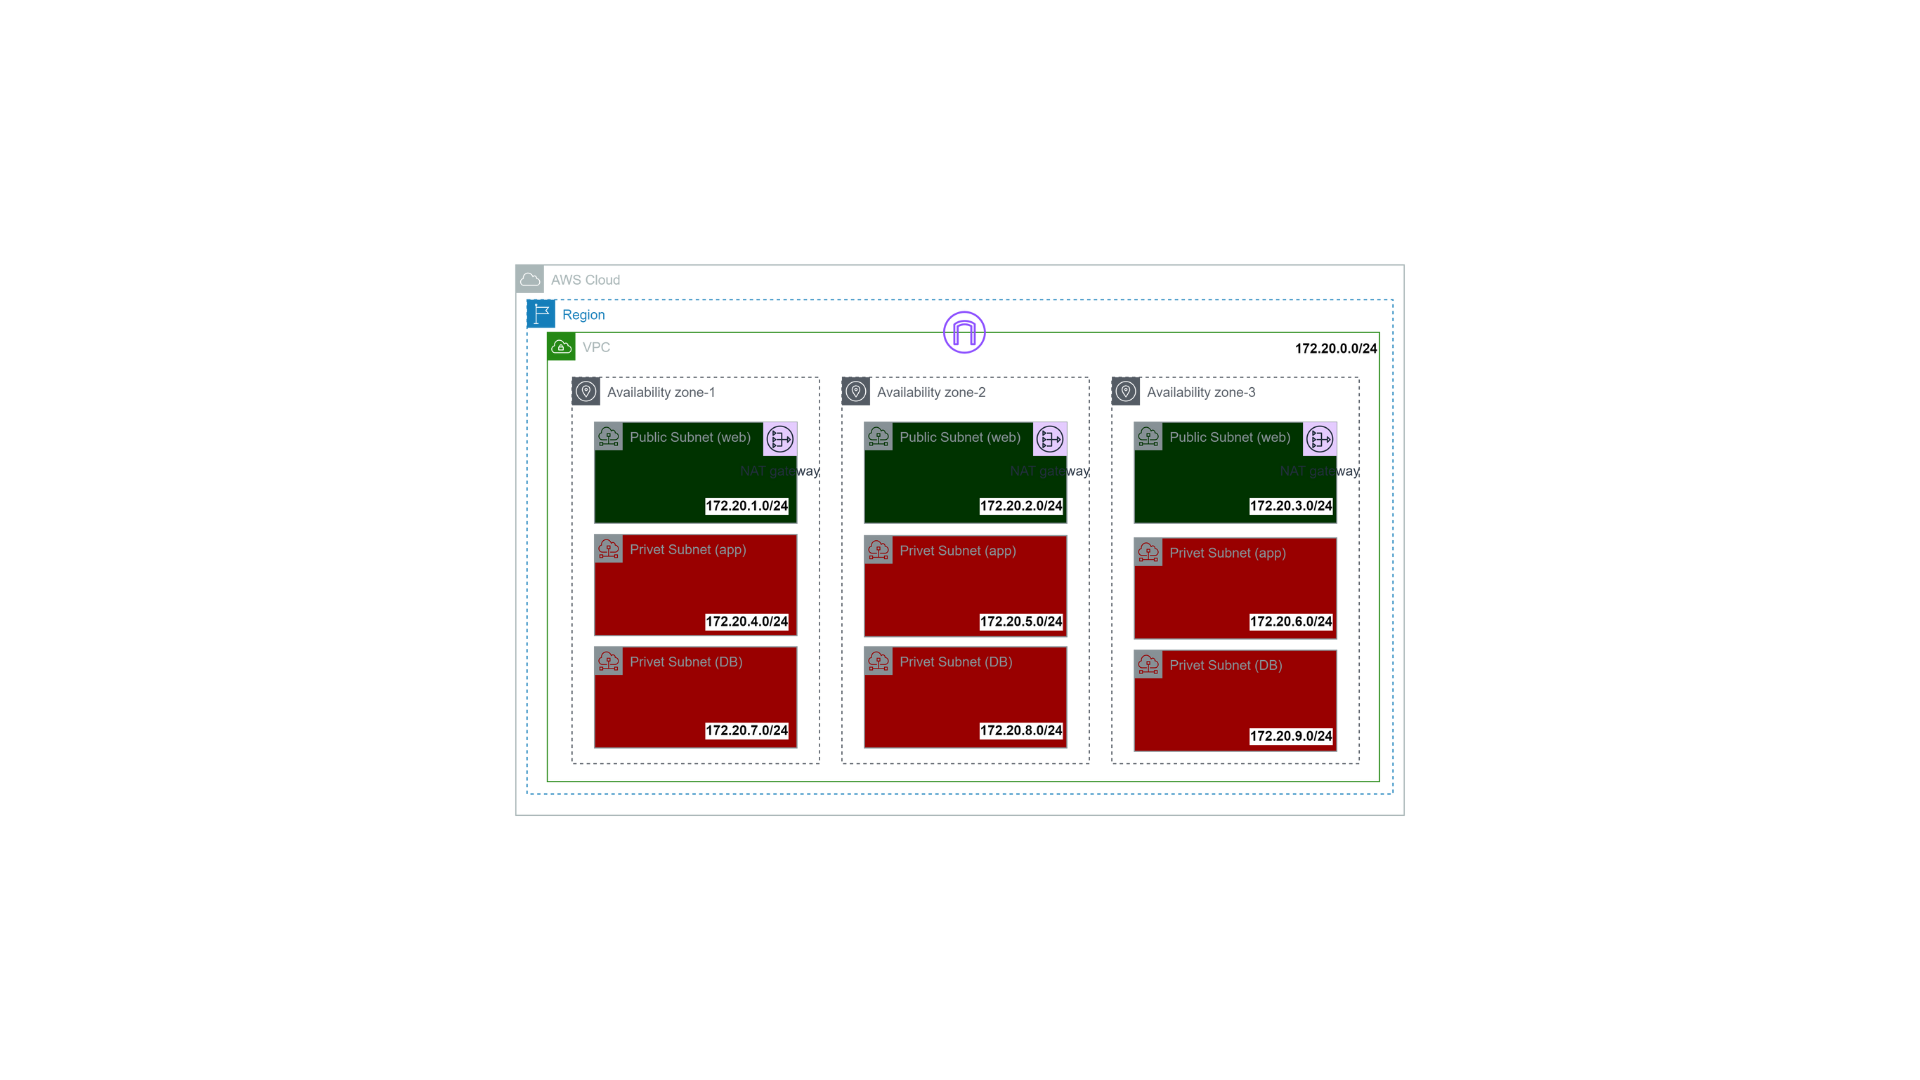 AWS Cloud
Region
VPC
172.20.0.0/24
Availability zone-1
Availability zone-2
Availability zone-3
Public Subnet (web)
NAT gateway
172.20.1.0/24
Public Subnet (web)
NAT gateway
172.20.2.0/24
Public Subnet (web)
NAT gateway
172.20.3.0/24
Privet Subnet (app)
172.20.4.0/24
Privet Subnet (app)
172.20.5.0/24
Privet Subnet (app)
172.20.6.0/24
Privet Subnet (DB)
172.20.7.0/24
Privet Subnet (DB)
172.20.8.0/24
Privet Subnet (DB)
172.20.9.0/24